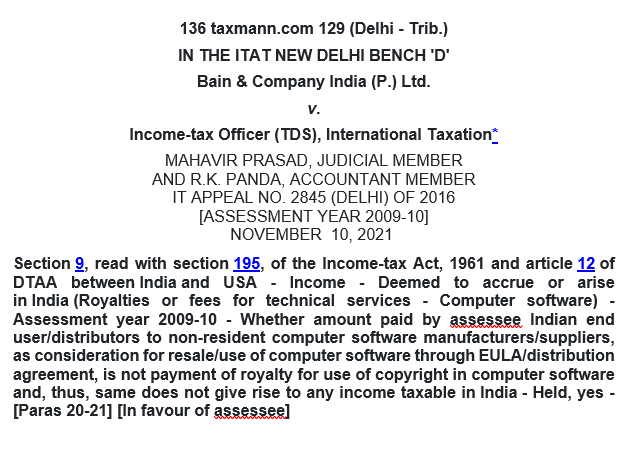 136 taxmann.com 129 (Delhi - Trib.)
IN THE ITAT NEW DELHI BENCH 'D'
Bain & Company India (P.) Ltd.
v.
Income-tax Officer (TDS), International Taxation*
MAHAVIR PRASAD, JUDICIAL MEMBER
AND R.K. PANDA, ACCOUNTANT MEMBER
IT APPEAL NO. 2845 (DELHI) OF 2016
[ASSESSMENT YEAR 2009-10]
NOVEMBER 10, 2021
Section 9, read with section 195, of the Income-tax Act, 1961 and article 12 of
DTAA between India and USA - Income - Deemed to accrue or arise
in India (Royalties or fees for technical services - Computer software) -
Assessment year 2009-10 - Whether amount paid by assessee Indian end
user/distributors to non-resident computer software manufacturers/suppliers,
as consideration for resale/use of computer software through EULA/distribution
agreement, is not payment of royalty for use of copyright in computer software
and, thus, same does not give rise to any income taxable in India - Held, yes -
[Paras 20-21] [In favour of assessee]